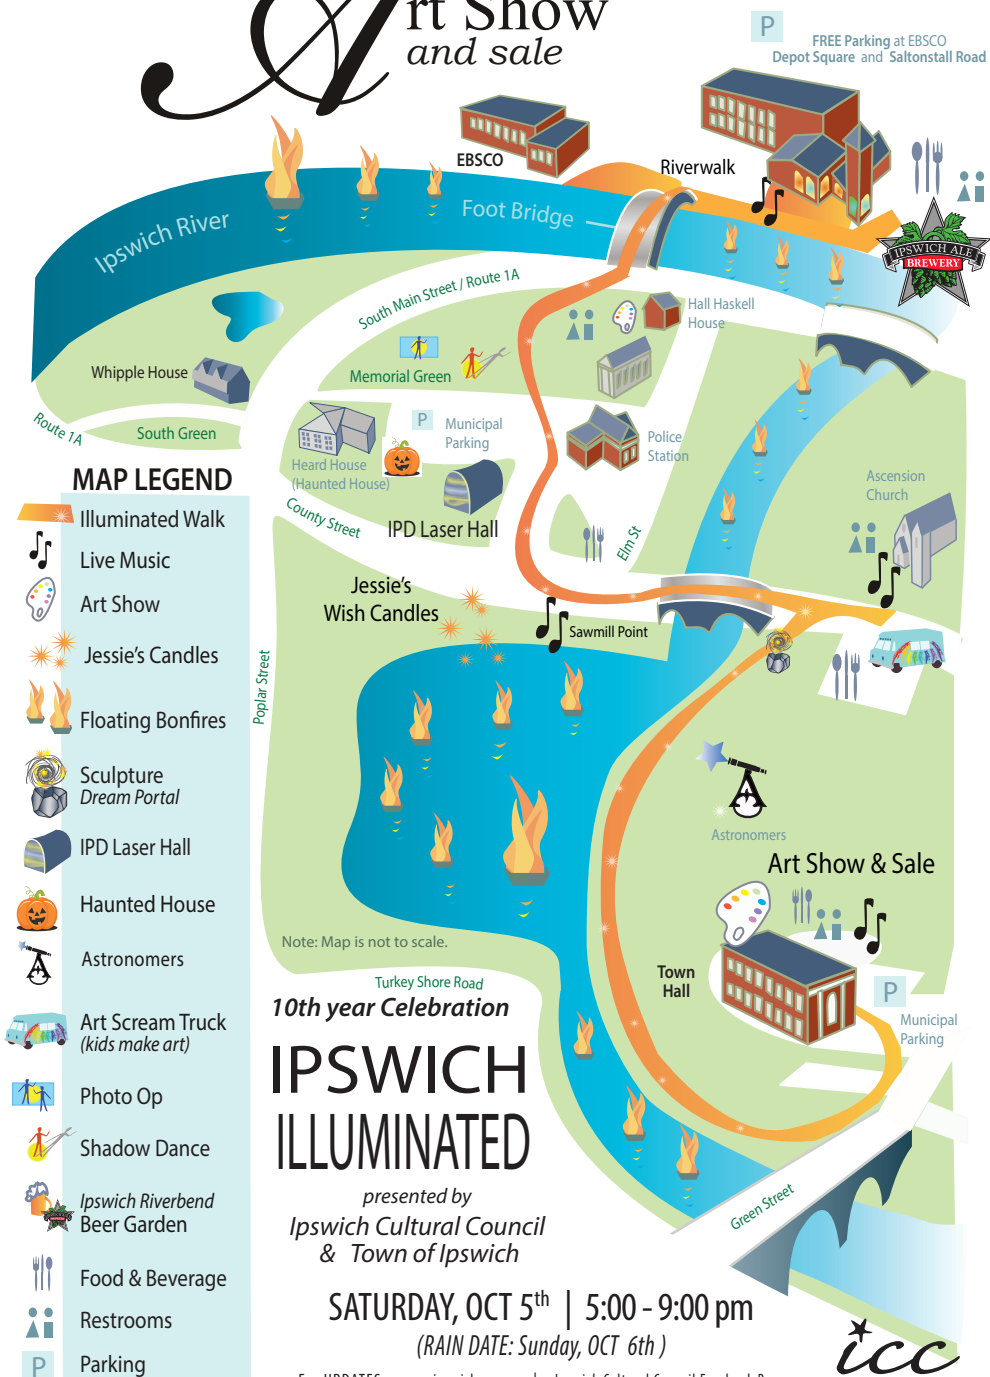 Art Show
and sale
P
FREE Parking at EBSCO
Depot Square and Saltonstall Road
EBSCO
Riverwalk
Ipswich River
Foot Bridge
IPSWICH ALE
BREWERY
South Main Street / Route 1A
Hall Haskell
House
Whipple House
Memorial Green
Route 1A
South Green
P
Municipal
Parking
Police
Station
Heard House
(Haunted House)
County Street
IPD Laser Hall
Elm St
Ascension
Church
Jessie's
Wish Candles
Sawmill Point
Poplar Street
Astronomers
Art Show & Sale
Note: Map is not to scale.
Turkey Shore Road
Town
Hall
P
Municipal
Parking
Green Street
MAP LEGEND
Illuminated Walk
Live Music
Art Show
Jessie's Candles
Floating Bonfires
Sculpture
Dream Portal
IPD Laser Hall
Haunted House
Astronomers
Art Scream Truck
(kids make art)
Photo Op
Shadow Dance
Ipswich Riverbend
Beer Garden
Food & Beverage
Restrooms
P
Parking
10th year Celebration
IPSWICH
ILLUMINATED
presented by
Ipswich Cultural Council
& Town of Ipswich
SATURDAY, OCT 5th | 5:00 - 9:00 pm
(RAIN DATE: Sunday, OCT 6th )
icc